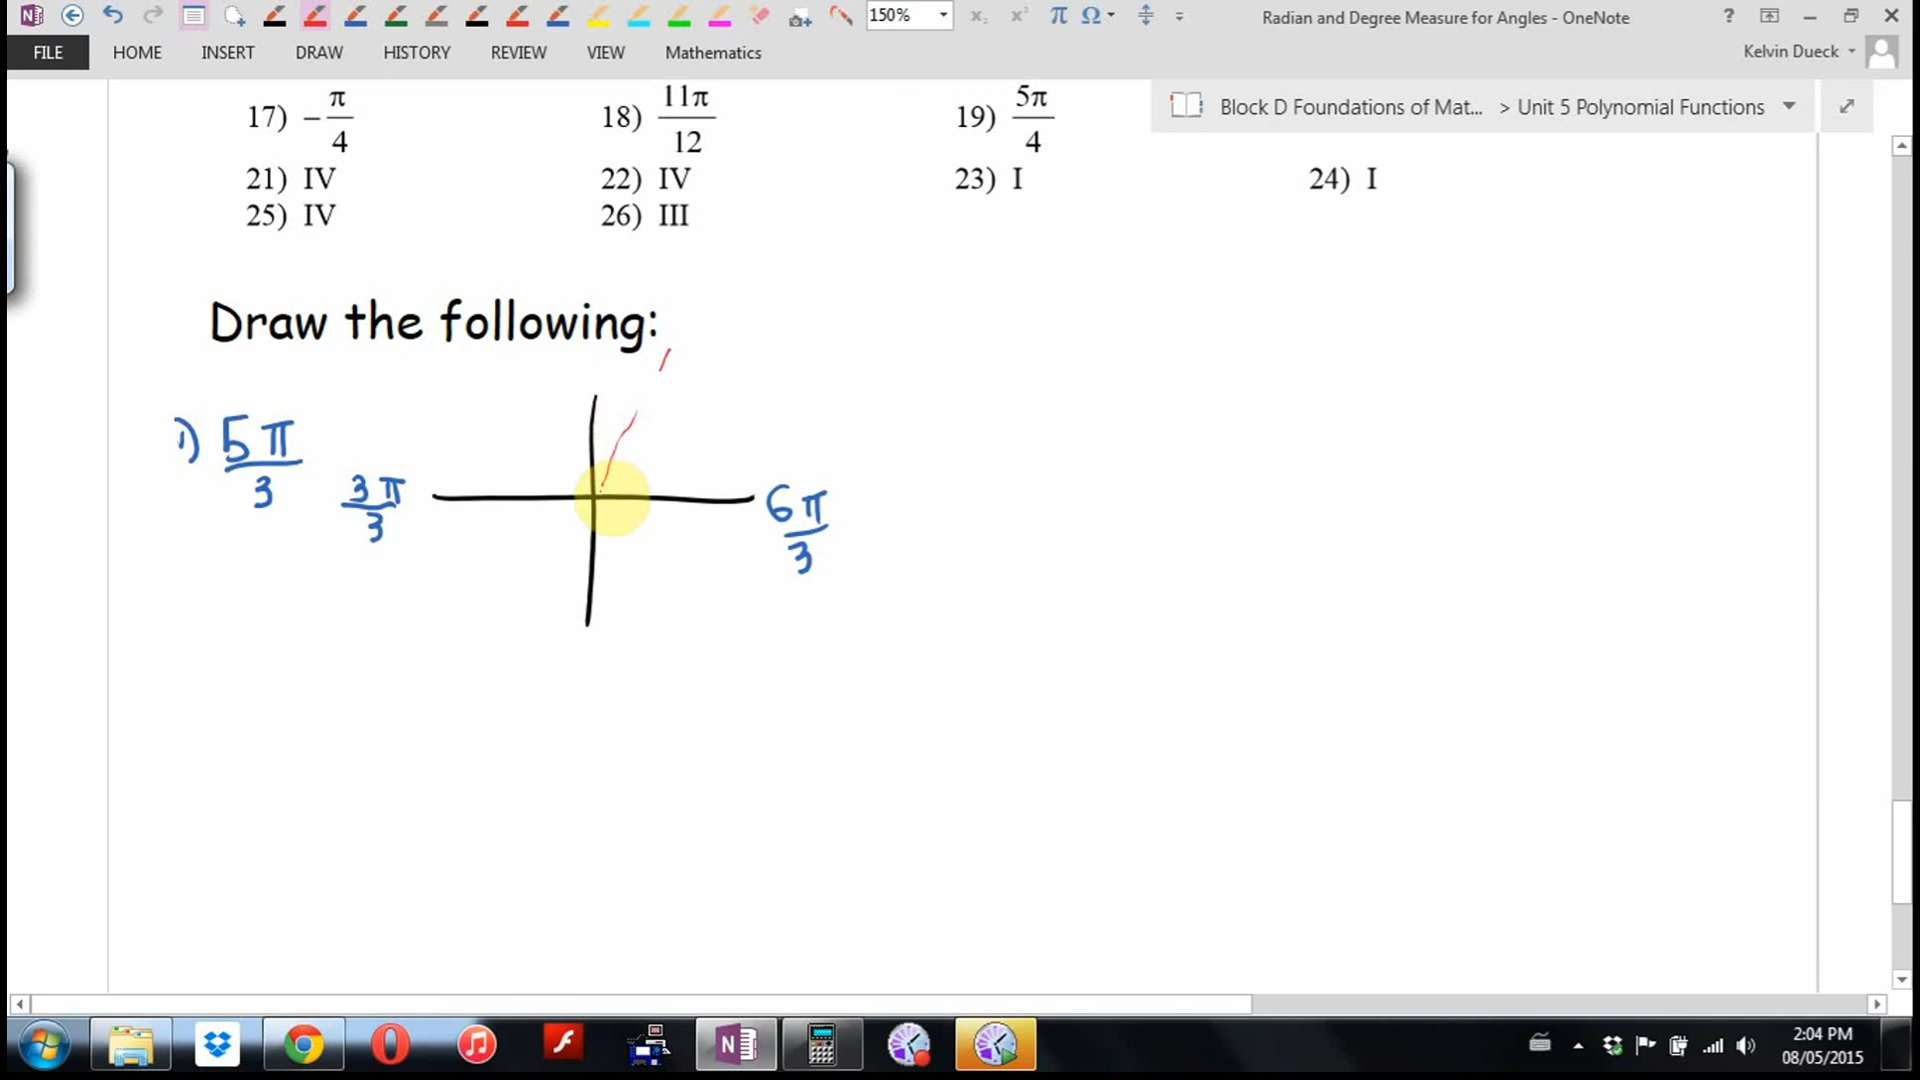 150%
x₂ x² π Ω
Radian and Degree Measure for Angles - OneNote
?
FILE HOME INSERT DRAW HISTORY REVIEW VIEW Mathematics
Kelvin Dueck
Block D Foundations of Mat... > Unit 5 Polynomial Functions
17) -π/4 18) 11π/12 19) 5π/4
21) IV 22) IV 23) I 24) I
25) IV 26) III
Draw the following:
1) 5π/3
3π/3
6π/3
2:04 PM
08/05/2015